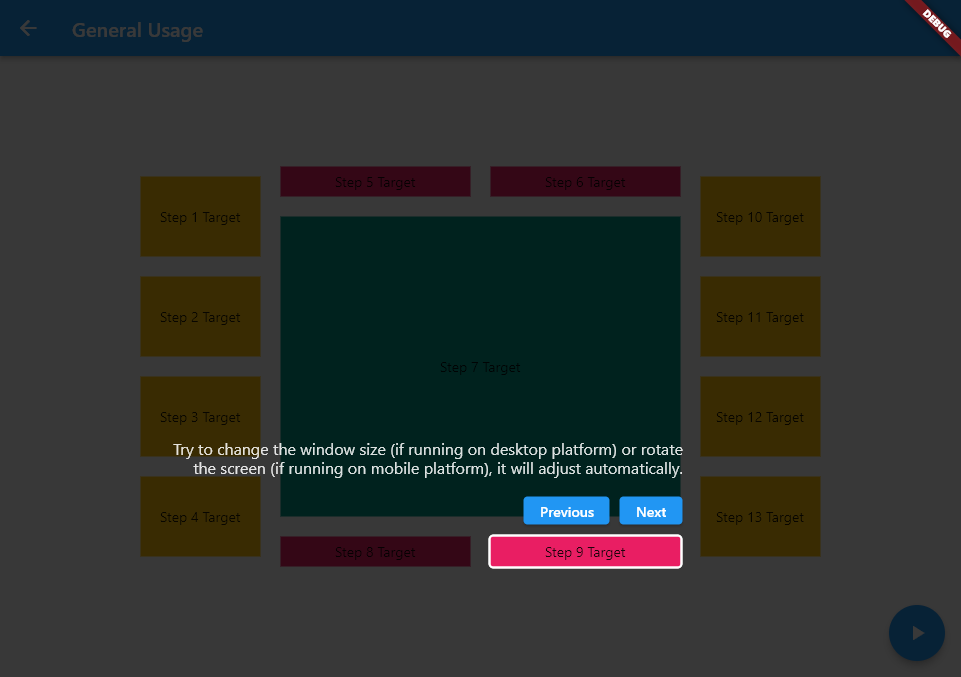 General Usage
DEBUG
Step 5 Target
Step 6 Target
Step 1 Target
Step 10 Target
Step 2 Target
Step 11 Target
Step 7 Target
Step 3 Target
Step 12 Target
Try to change the window size (if running on desktop platform) or rotate
the screen (if running on mobile platform), it will adjust automatically.
Previous
Next
Step 4 Target
Step 13 Target
Step 8 Target
Step 9 Target